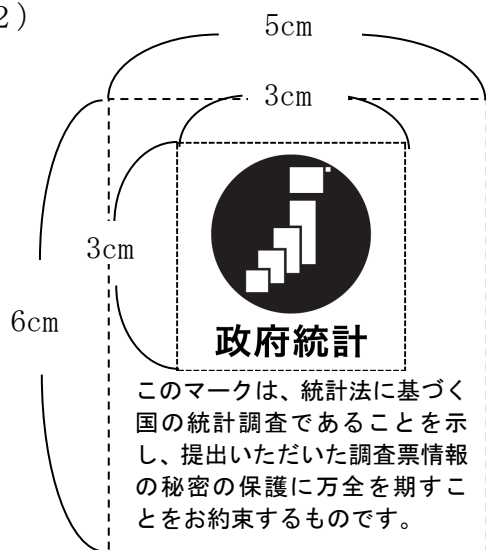 2）
5cm
3cm
3cm
6cm
政府統計
このマークは、統計法に基づく
国の統計調査であることを示
し、提出いただいた調査票情報
の秘密の保護に万全を期すこ
とをお約束するものです。